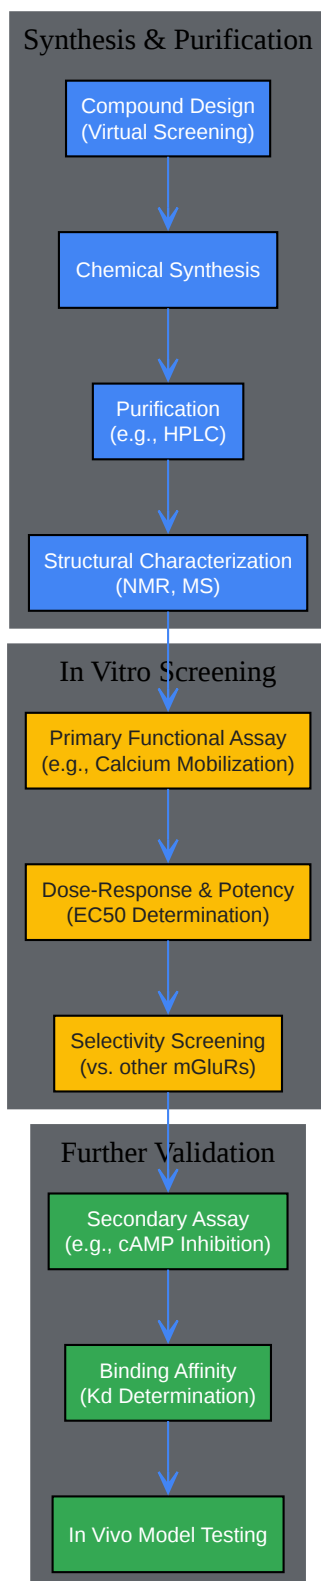 Synthesis & Purification
Compound Design
(Virtual Screening)
Chemical Synthesis
Purification
(e.g., HPLC)
Structural Characterization
(NMR, MS)
In Vitro Screening
Primary Functional Assay
(e.g., Calcium Mobilization)
Dose-Response & Potency
(EC50 Determination)
Selectivity Screening
(vs. other mGluRs)
Further Validation
Secondary Assay
(e.g., cAMP Inhibition)
Binding Affinity
(Kd Determination)
In Vivo Model Testing